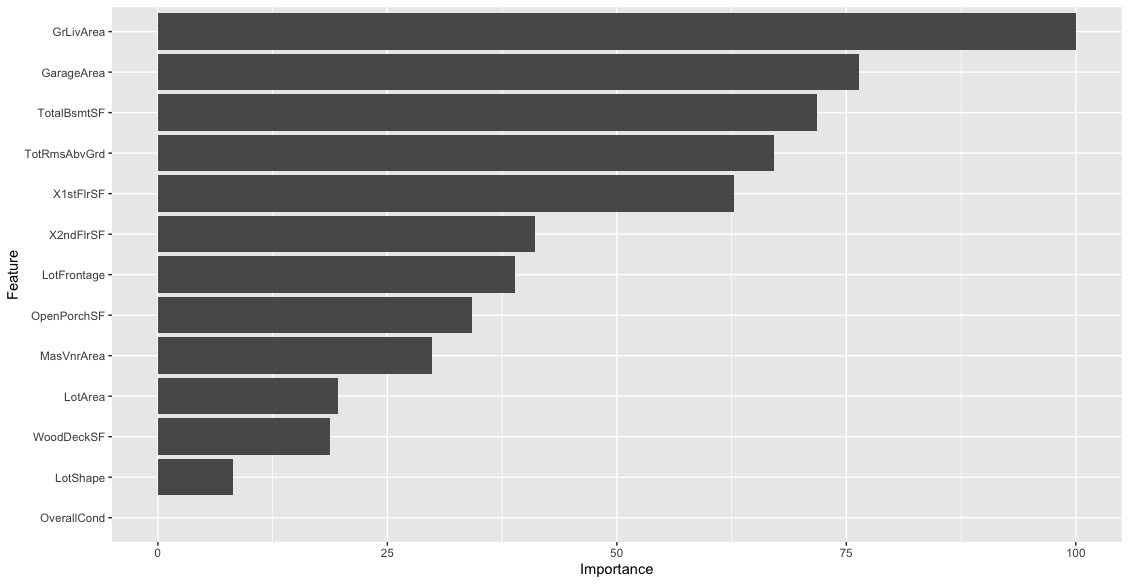 GrLivArea
GarageArea
TotalBsmtSF
TotRmsAbvGrd
X1stFlrSF
X2ndFlrSF
LotFrontage
OpenPorchSF
MasVnrArea
LotArea
WoodDeckSF
LotShape
OverallCond
Feature
0 25 50 75 100
Importance